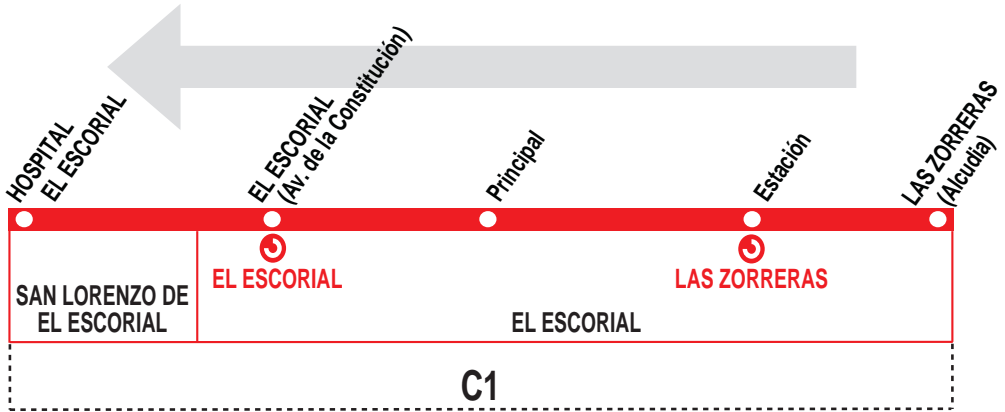 HOSPITAL
EL ESCORIAL
EL ESCORIAL
(Av. de la Constitución)
Principal
Estación
LAS ZORRERAS
(Alcudia)
EL ESCORIAL
LAS ZORRERAS
SAN LORENZO DE
EL ESCORIAL
EL ESCORIAL
C1